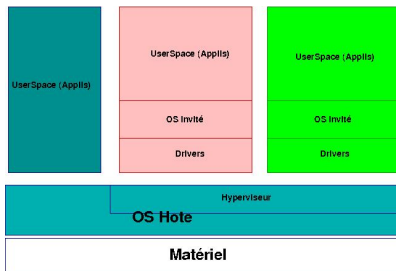 UserSpace (Applis)
UserSpace (Applis)
UserSpace (Applis)
OS Invité
OS Invité
Drivers
Drivers
Hyperviseur
OS Hote
Matériel